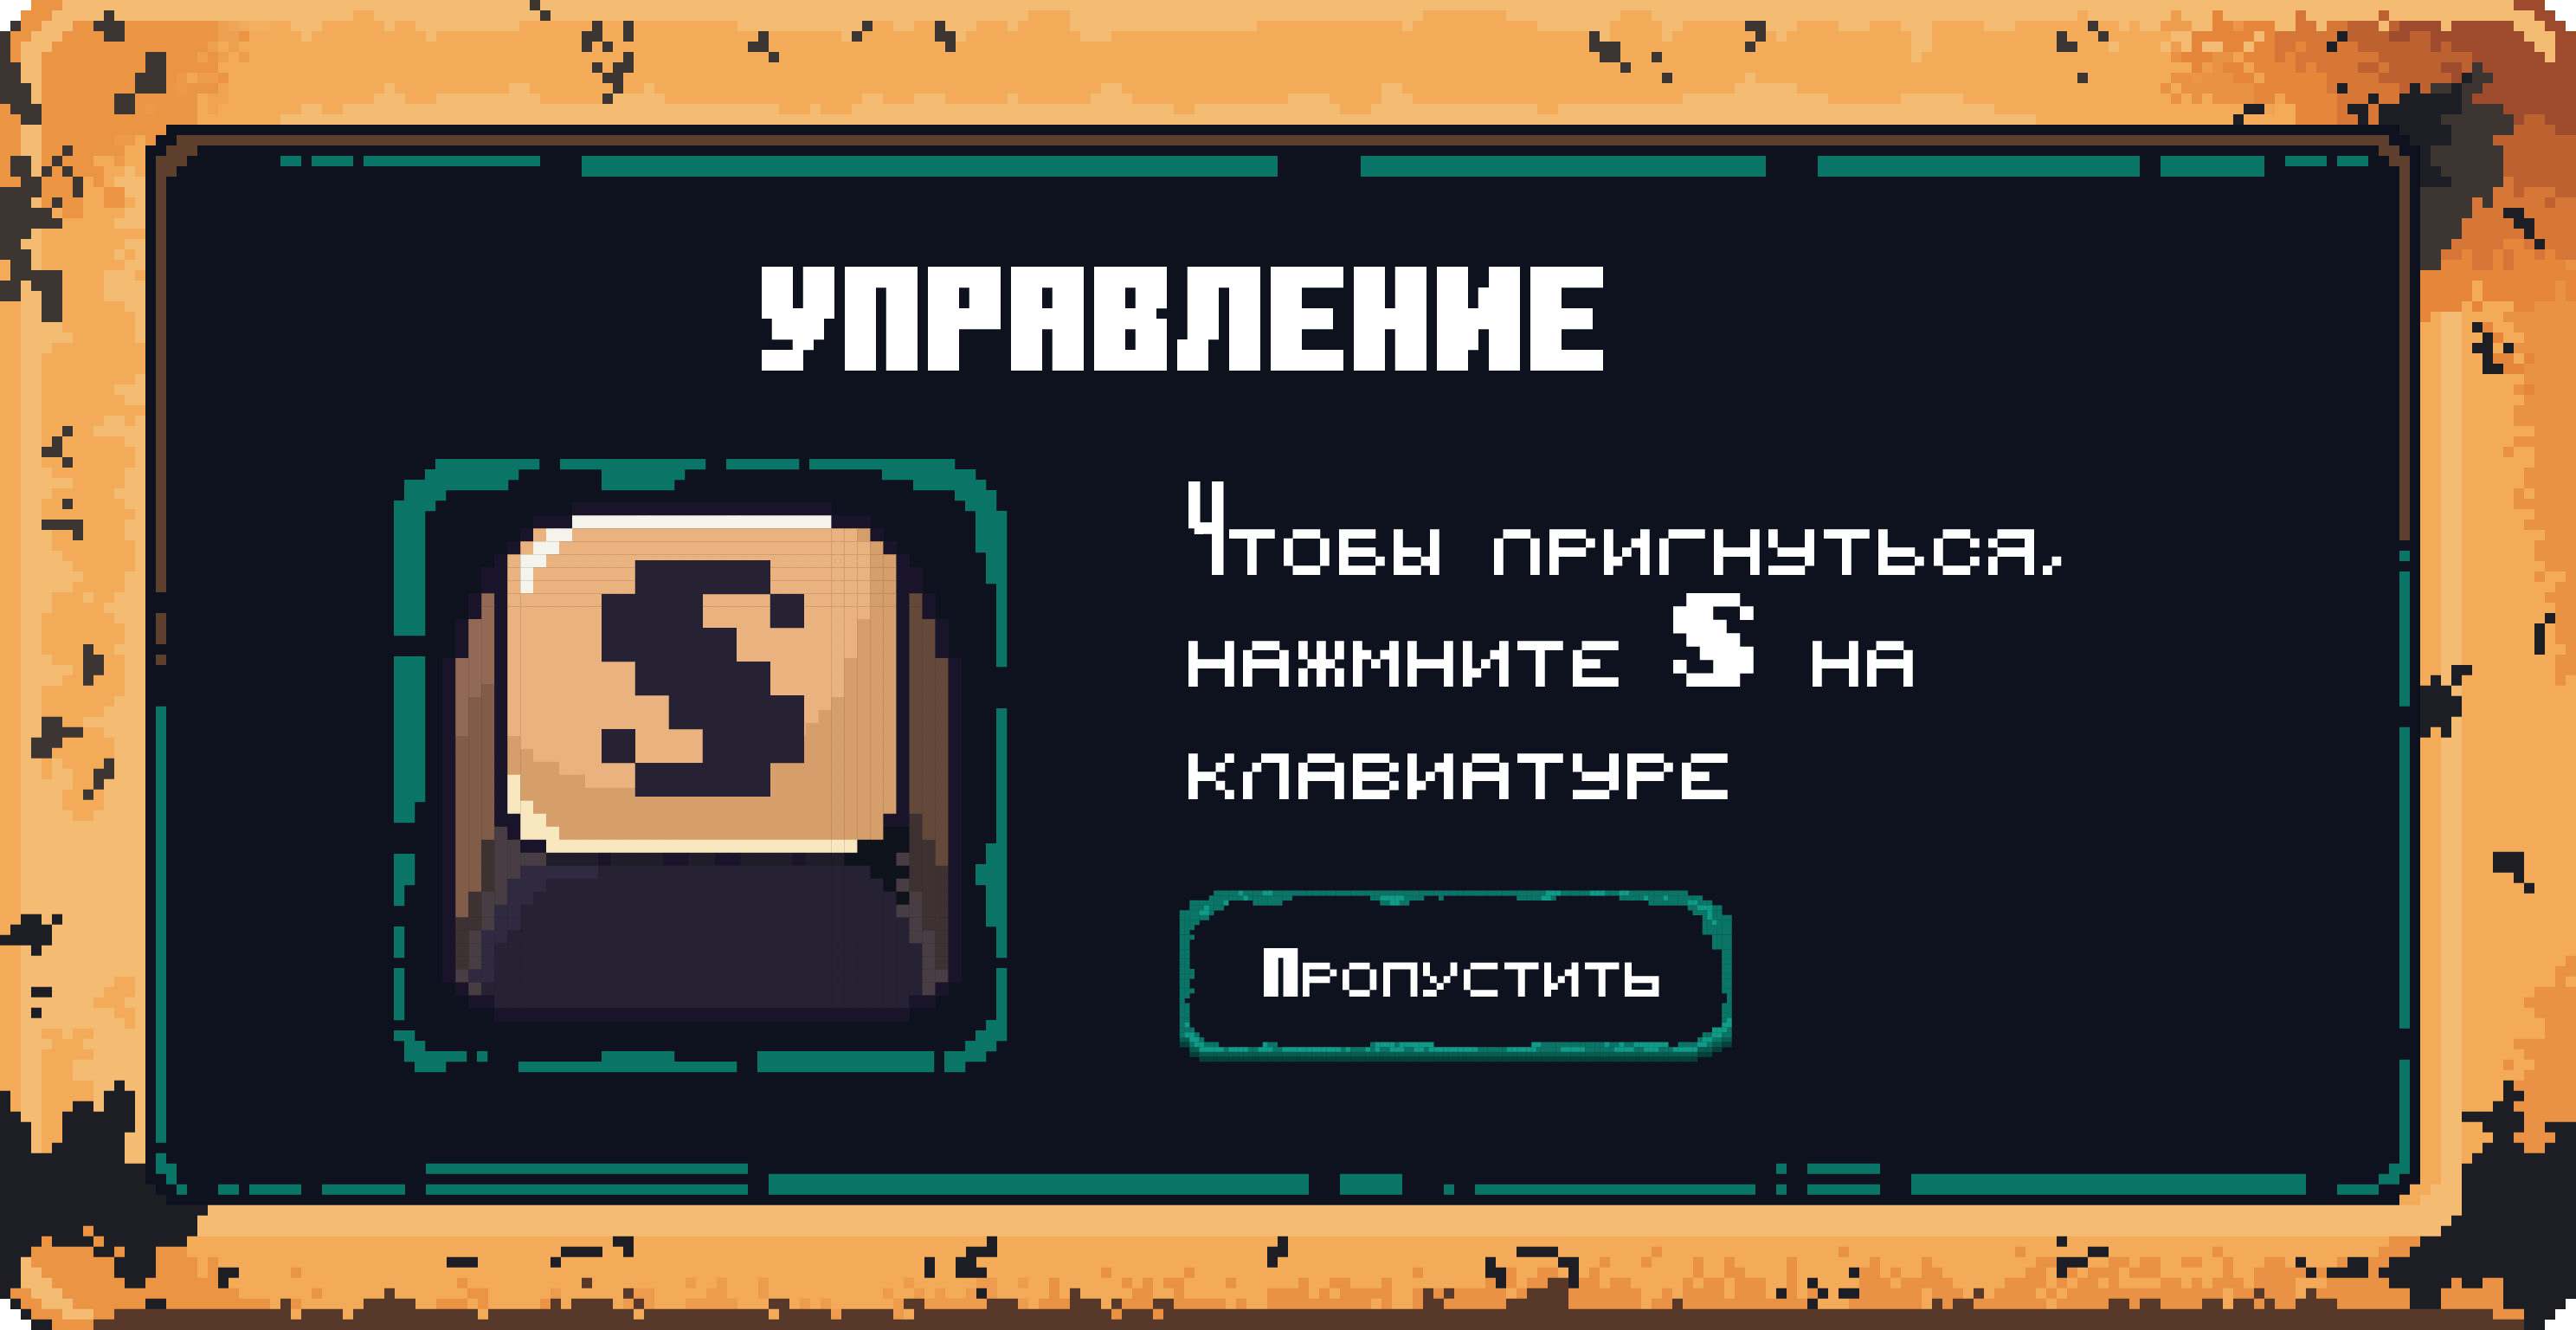 УПРАВЛЕНИЕ
S
Чтобы пригнуться,
нажмите S на
клавиатуре
Пропустить